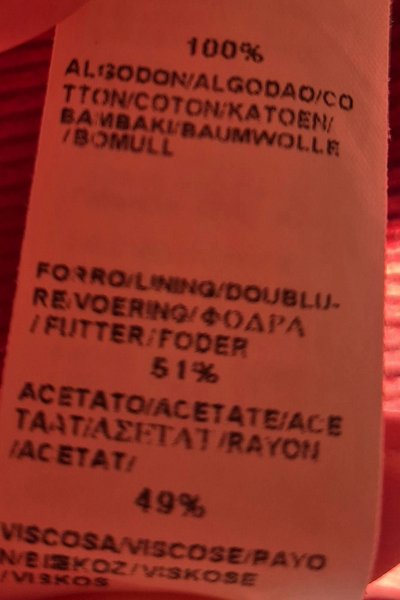 100%
ALGODON/ALGODAO/CO
TTON/COTON/KATOEN/
BAMBAKI/BAUMWOLLE
/BOMULL
FORRO/LINING/DOUBLU-
RE/VOERING/ΦΟΔΡΑ
/FUTTER/FODER
51%
ACETATO/ACETATE/ACE
TAAT/ΑΣΕΤΑΤ/RAYON
/ACETAT/
49%
VISCOSA/VISCOSE/RAYO
/VISKOS